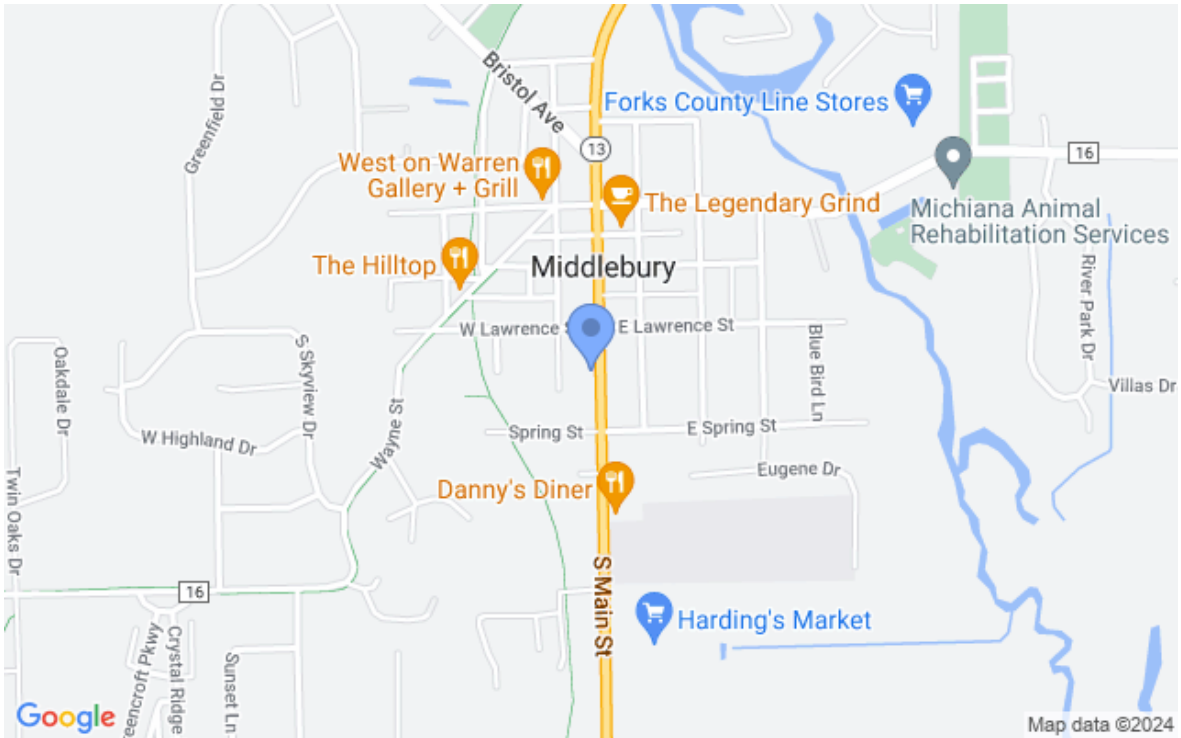 Greenfield Dr
Bristol Ave
Forks County Line Stores
13
16
West on Warren
Gallery + Grill
The Legendary Grind
Michiana Animal
Rehabilitation Services
The Hilltop
Middlebury
River Park Dr
W Lawrence S
E Lawrence St
Blue Bird Ln
Oakdale Dr
S Skyview Dr
Villas Dr
Wayne St
W Highland Dr
Spring St
E Spring St
Twin Oaks Dr
Eugene Dr
Danny's Diner
16
S Main St
Harding's Market
eencroft Pkwy
Crystal Ridge
Sunset Ln
Google
Map data ©2024